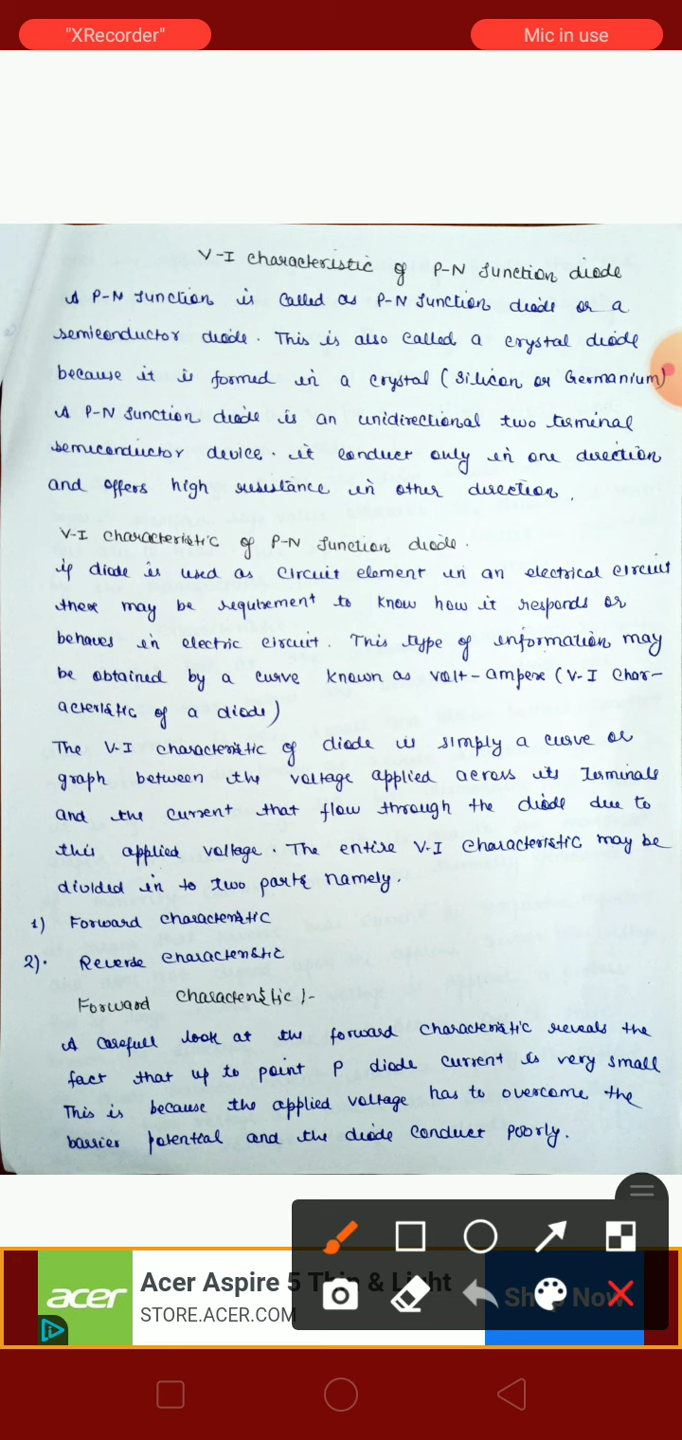 "XRecorder"
Mic in use
V-I characteristic of P-N Junction diode
A P-N Junction is called as P-N Junction diode or a
semiconductor diode. This is also called a crystal diode
because it is formed in a crystal (Silicon or Germanium)
A P-N Junction diode is an unidirectional two terminal
semiconductor device. it conduct only in one direction
and offers high resistance in other direction.
V-I characteristic of P-N Junction diode.
if diode is used as circuit element in an electrical circuit
there may be requirement to know how it responds or
behaves in electric circuit. This type of information may
be obtained by a curve known as volt-ampere (V-I char-
acteristic of a diode)
The V-I characteristic of diode is simply a curve or
graph between the voltage applied across its Terminals
and the current that flow through the diode due to
this applied voltage. The entire V-I characteristic may be
divided in to two parts namely.
1) Forward characteristic
2). Reverse characteristic
Forward characteristic :-
A carefull look at the forward characteristic reveals the
fact that up to point P diode current is very small
This is because the applied voltage has to overcome the
barrier potential and the diode conduct poorly.
acer
Acer Aspire 5 Thin & Light
STORE.ACER.COM
Shop Now